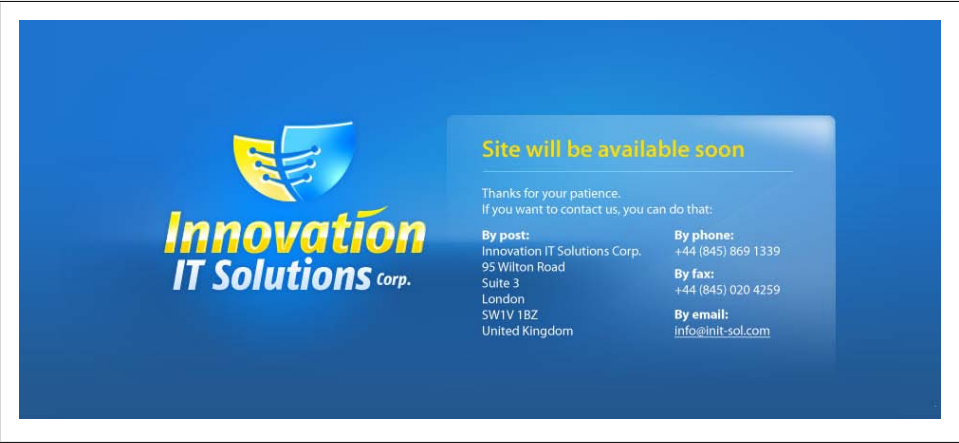 Innovation
IT Solutions Corp.
Site will be available soon
Thanks for your patience.
If you want to contact us, you can do that:
By post:
Innovation IT Solutions Corp.
95 Wilton Road
Suite 3
London
SW1V 1BZ
United Kingdom
By phone:
+44 (845) 869 1339
By fax:
+44 (845) 020 4259
By email:
info@init-sol.com